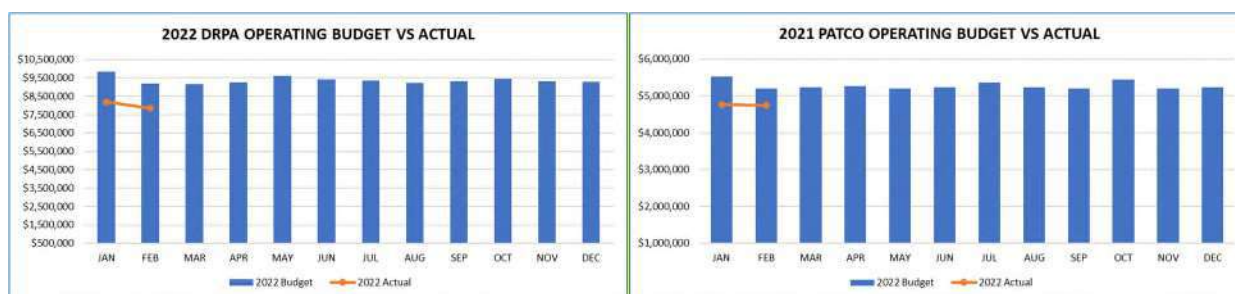 2022 DRPA OPERATING BUDGET VS ACTUAL
$10,500,000
$9,500,000
$8,500,000
$7,500,000
$6,500,000
$5,500,000
$4,500,000
$3,500,000
$2,500,000
$1,500,000
$500,000
JAN FEB MAR APR MAY JUN JUL AUG SEP OCT NOV DEC
2022 Budget 2022 Actual
2021 PATCO OPERATING BUDGET VS ACTUAL
$6,000,000
$5,000,000
$4,000,000
$3,000,000
$2,000,000
$1,000,000
JAN FEB MAR APR MAY JUN JUL AUG SEP OCT NOV DEC
2022 Budget 2022 Actual